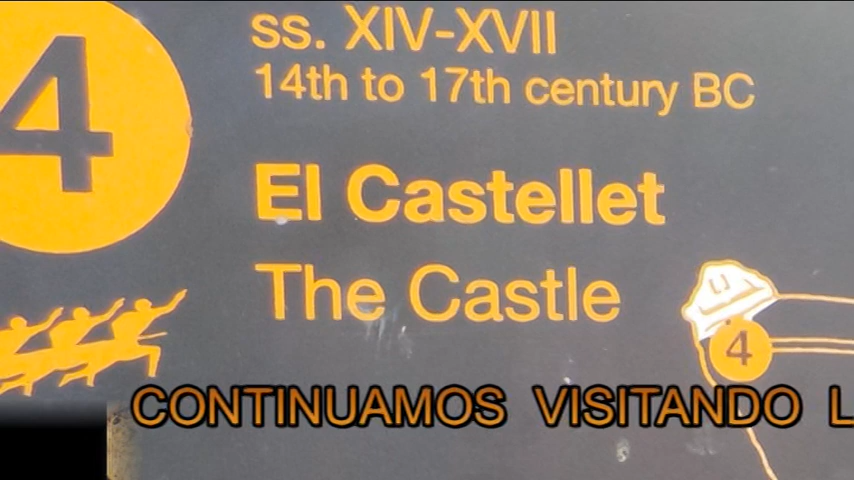 4
ss. XIV-XVII
14th to 17th century BC
El Castellet
The Castle
4
CONTINUAMOS VISITANDO L